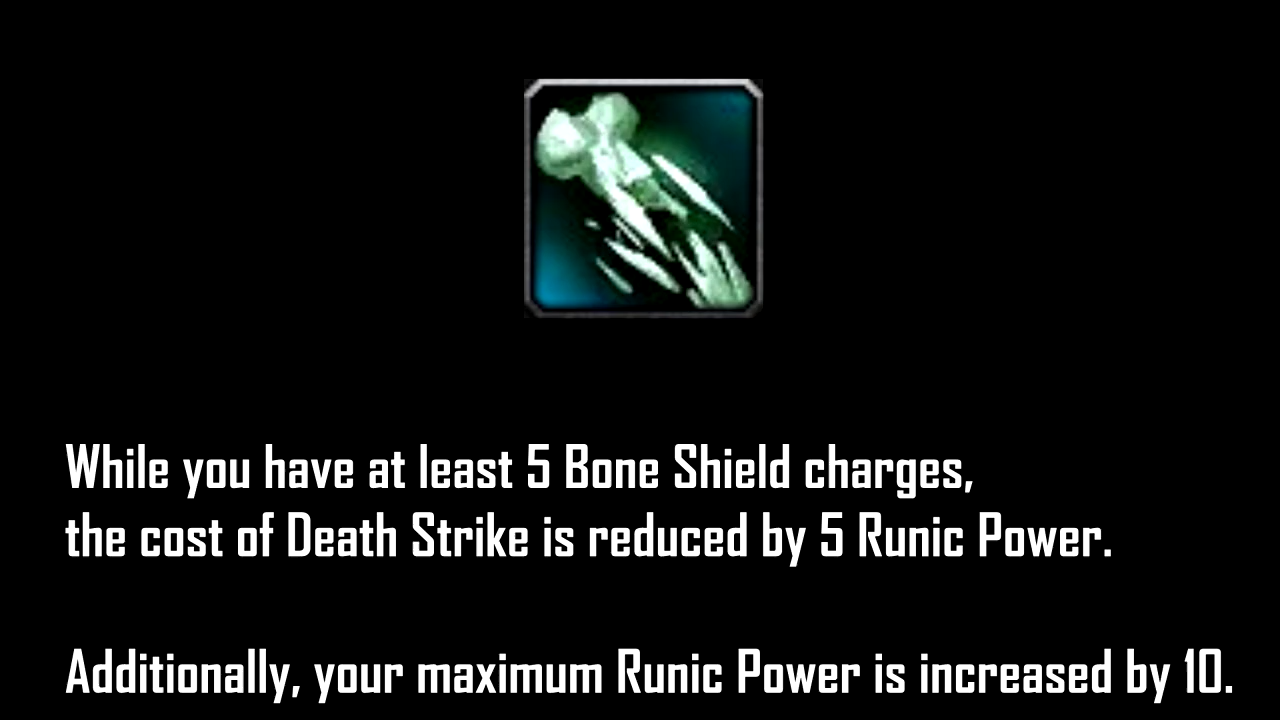 While you have at least 5 Bone Shield charges,
the cost of Death Strike is reduced by 5 Runic Power.
Additionally, your maximum Runic Power is increased by 10.